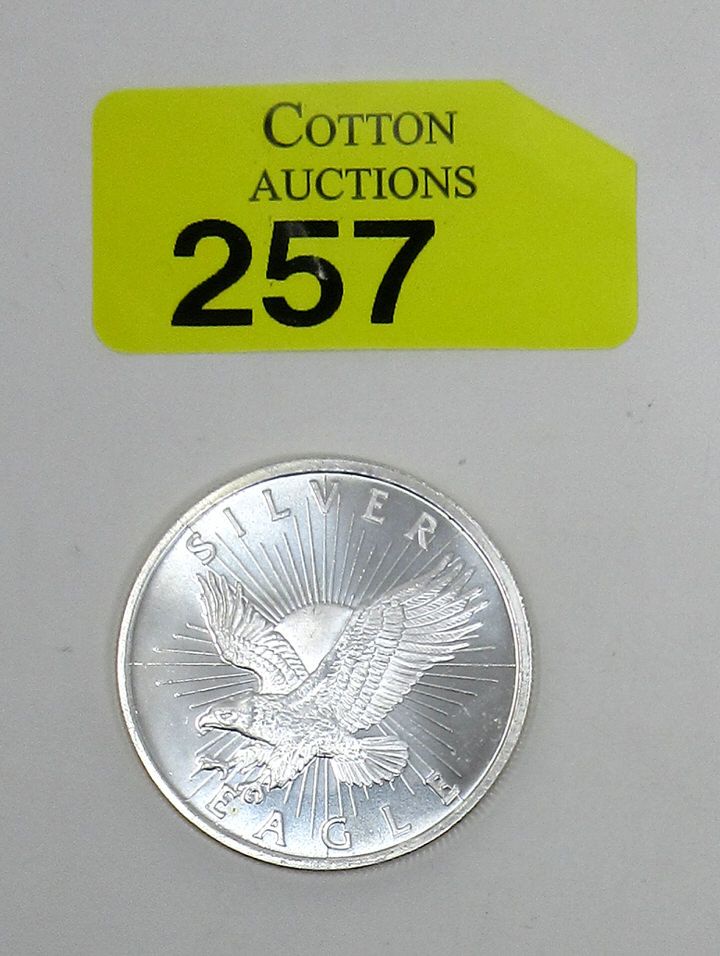 COTTON
AUCTIONS
257
SILVER
EAGLE